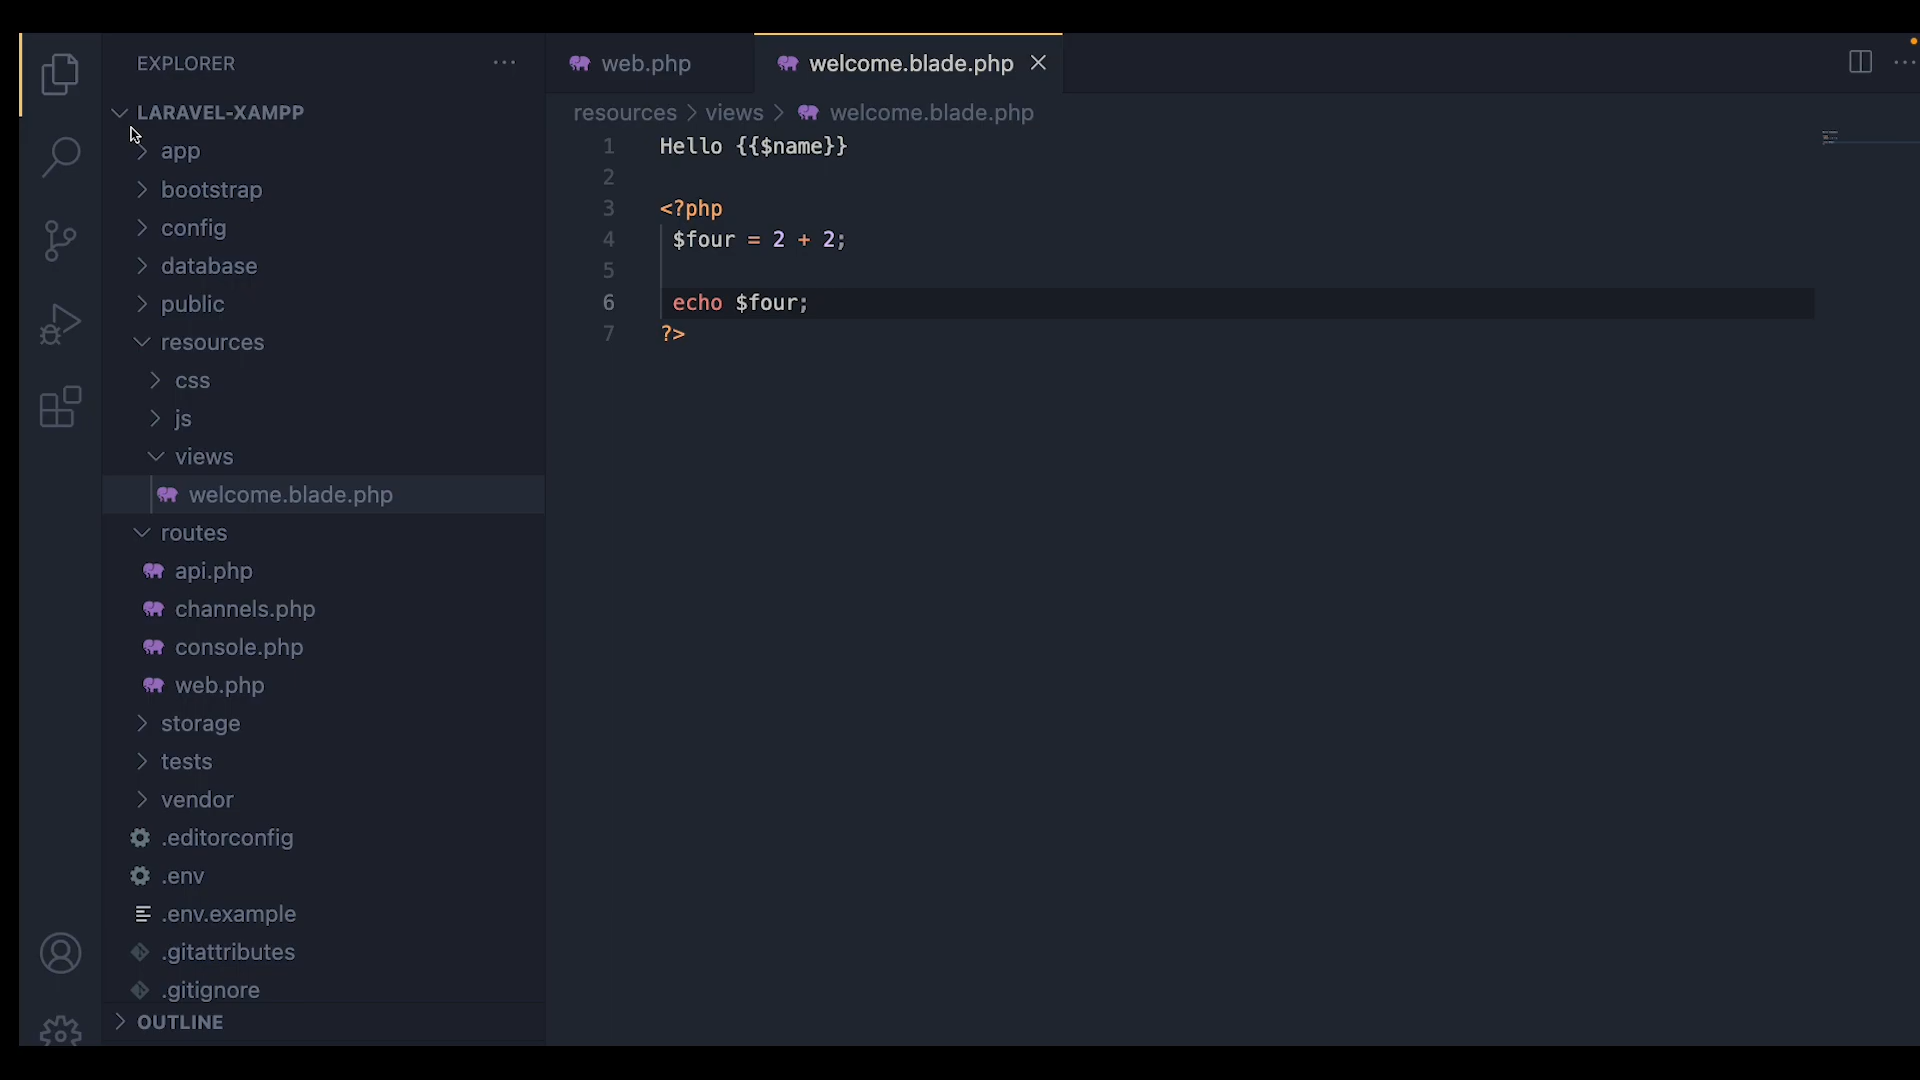 EXPLORER
LARAVEL-XAMPP
app
bootstrap
config
database
public
resources
css
js
views
welcome.blade.php
routes
api.php
channels.php
console.php
web.php
storage
tests
vendor
.editorconfig
.env
.env.example
.gitattributes
.gitignore
OUTLINE
web.php
welcome.blade.php
resources > views > welcome.blade.php
1 Hello {{$name}}
2
3 <?php
4 $four = 2 + 2;
5
6 echo $four;
7 ?>